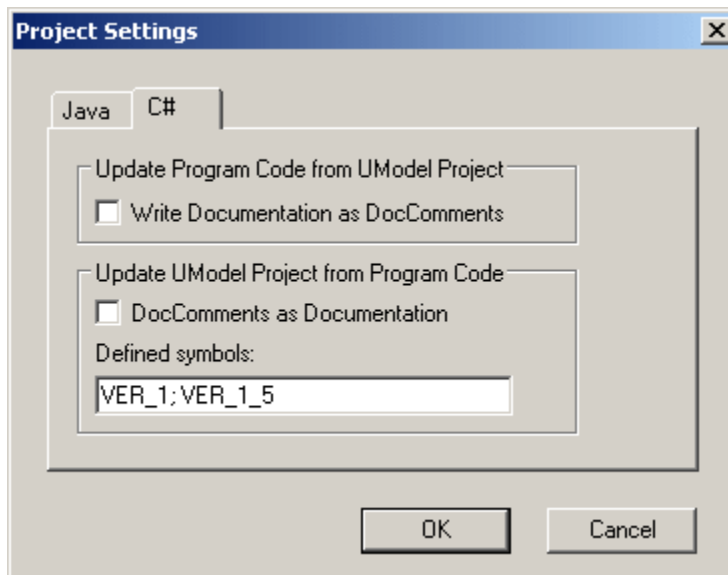 Project Settings
Java
C#
Update Program Code from UModel Project
Write Documentation as DocComments
Update UModel Project from Program Code
DocComments as Documentation
Defined symbols:
VER_1; VER_1_5
OK
Cancel